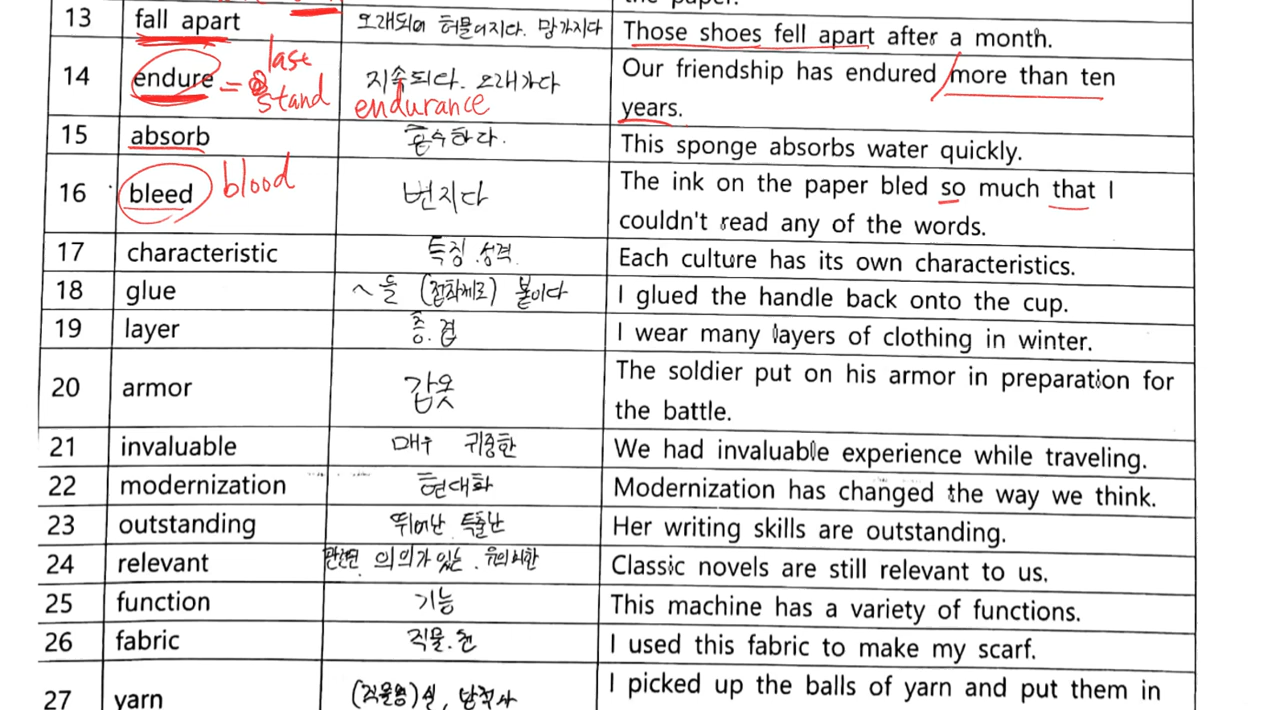 the paper.
13 fall apart 오래되어 허물어지다. 망가지다 Those shoes fell apart after a month.
14 endure = last
stand 지속되다. 오래가다
endurance Our friendship has endured / more than ten
years.
15 absorb 흡수하다. This sponge absorbs water quickly.
16 bleed blood 번지다 The ink on the paper bled so much that I
couldn't read any of the words.
17 characteristic 특징. 성격. Each culture has its own characteristics.
18 glue ~을 (접착제로) 붙이다 I glued the handle back onto the cup.
19 layer 층. 겹 I wear many layers of clothing in winter.
20 armor 갑옷 The soldier put on his armor in preparation for
the battle.
21 invaluable 매우 귀중한 We had invaluable experience while traveling.
22 modernization 현대화 Modernization has changed the way we think.
23 outstanding 뛰어난 특출난 Her writing skills are outstanding.
24 relevant 관련된 의의가 있는. 유의미한 Classic novels are still relevant to us.
25 function 기능 This machine has a variety of functions.
26 fabric 직물. 천 I used this fabric to make my scarf.
27 yarn (직물용) 실, I picked up the balls of yarn and put them in